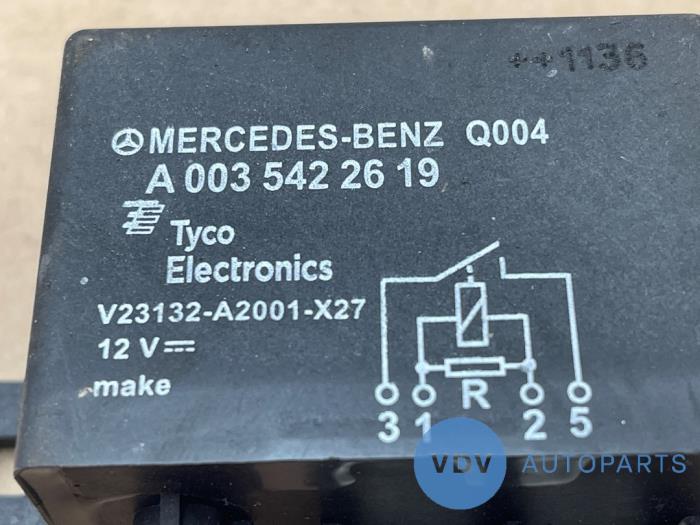 ++1136
MERCEDES-BENZ Q004
A 003 542 26 19
Tyco
Electronics
V23132-A2001-X27
12 V
make
R
3 1 2 5
VDV AUTOPARTS